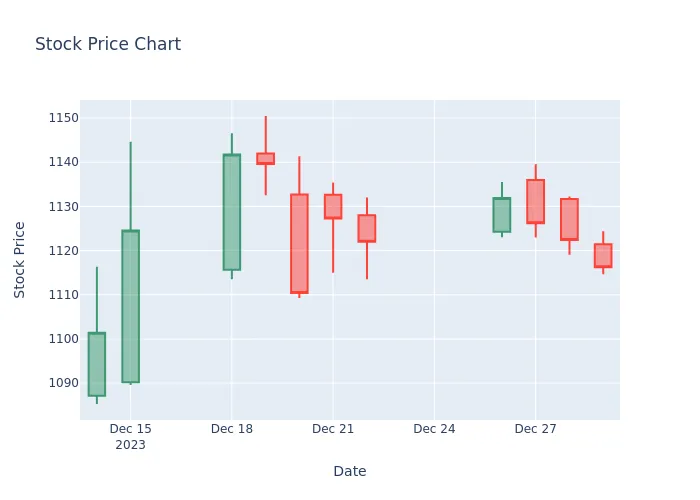 Stock Price Chart
1150
1140
1130
1120
1110
1100
1090
Stock Price
Dec 15
2023
Dec 18
Dec 21
Dec 24
Dec 27
Date